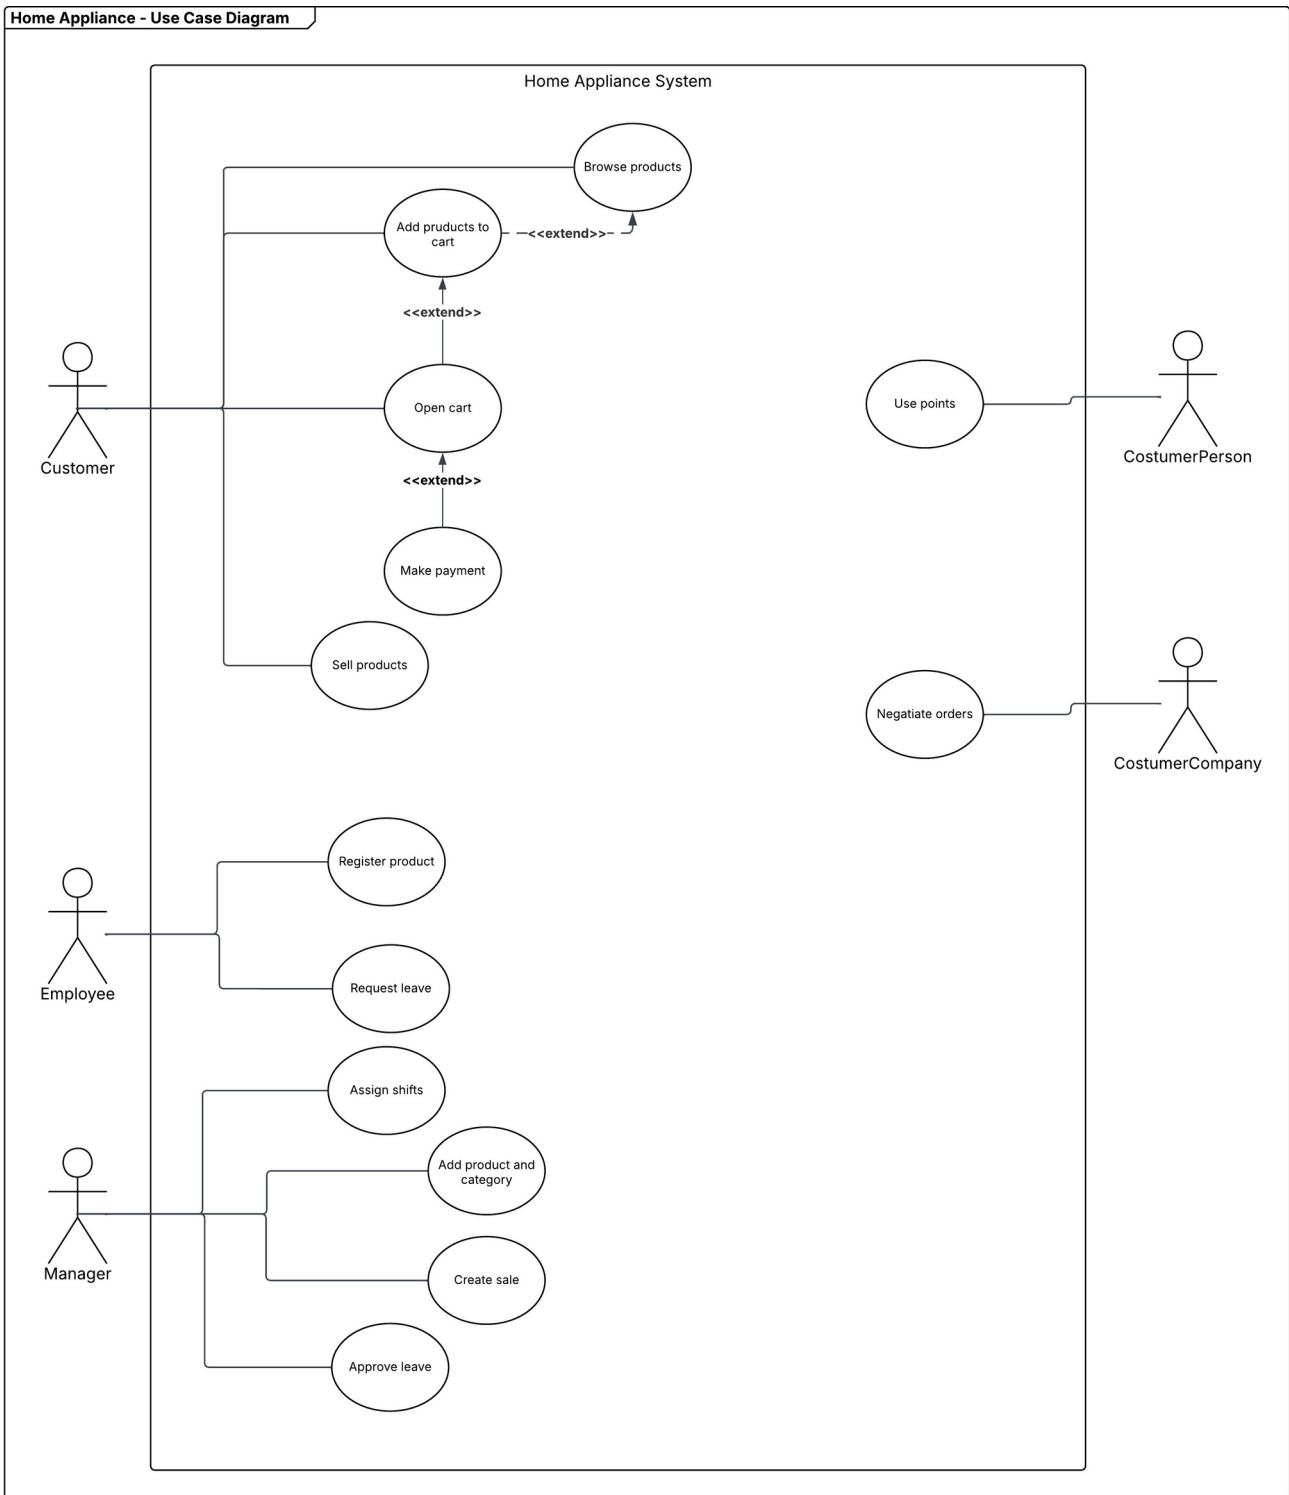 Home Appliance - Use Case Diagram
Home Appliance System
Browse products
Add pruducts to
cart
<<extend>>
<<extend>>
Open cart
Customer
Use points
CostumerPerson
<<extend>>
Make payment
Sell products
Negatiate orders
CostumerCompany
Register product
Employee
Request leave
Assign shifts
Add product and
category
Manager
Create sale
Approve leave